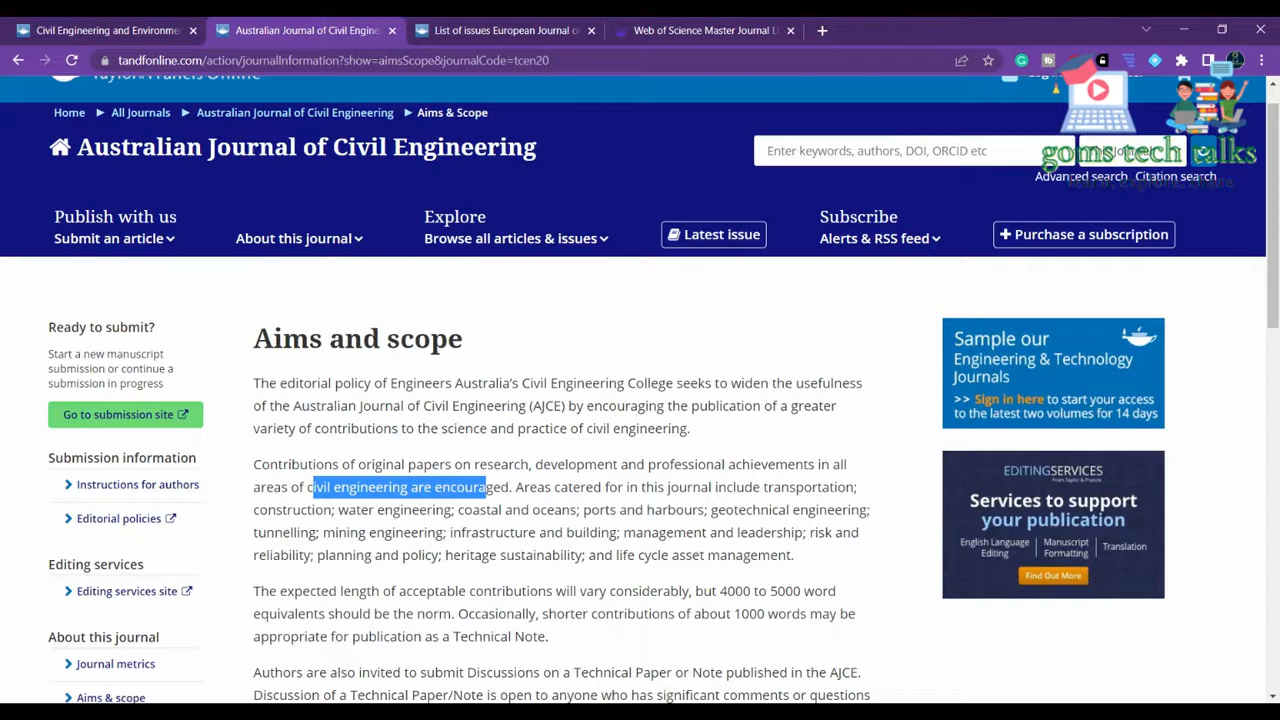 Civil Engineering and Environme
Australian Journal of Civil Engine
List of issues European Journal o
Web of Science Master Journal Li
tandfonline.com/action/journalInformation?show=aimsScope&journalCode=tcen20
Home All Journals Australian Journal of Civil Engineering Aims & Scope
Australian Journal of Civil Engineering
Enter keywords, authors, DOI, ORCID etc
goms tech talks
Advanced search Citation search
Publish with us
Submit an article
About this journal
Explore
Browse all articles & issues
Latest issue
Subscribe
Alerts & RSS feed
+ Purchase a subscription
Ready to submit?
Start a new manuscript
submission or continue a
submission in progress
Go to submission site
Submission information
Instructions for authors
Editorial policies
Editing services
Editing services site
About this journal
Journal metrics
Aims & scope
Aims and scope
The editorial policy of Engineers Australia's Civil Engineering College seeks to widen the usefulness
of the Australian Journal of Civil Engineering (AJCE) by encouraging the publication of a greater
variety of contributions to the science and practice of civil engineering.
Contributions of original papers on research, development and professional achievements in all
areas of civil engineering are encouraged. Areas catered for in this journal include transportation;
construction; water engineering; coastal and oceans; ports and harbours; geotechnical engineering;
tunnelling; mining engineering; infrastructure and building; management and leadership; risk and
reliability; planning and policy; heritage sustainability; and life cycle asset management.
The expected length of acceptable contributions will vary considerably, but 4000 to 5000 word
equivalents should be the norm. Occasionally, shorter contributions of about 1000 words may be
appropriate for publication as a Technical Note.
Authors are also invited to submit Discussions on a Technical Paper or Note published in the AJCE.
Discussion of a Technical Paper/Note is open to anyone who has significant comments or questions
Sample our
Engineering & Technology
Journals
>> Sign in here to start your access
to the latest two volumes for 14 days
EDITINGSERVICES
From Taylor & Francis
Services to support
your publication
English Language
Editing
Manuscript
Formatting
Translation
Find Out More